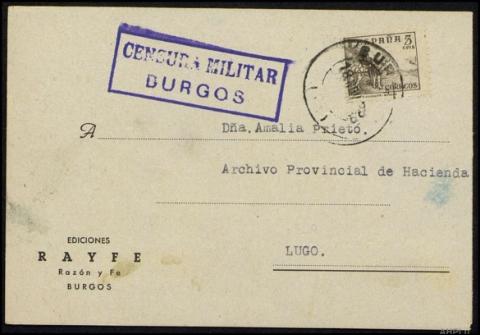 CENSURA MILITAR
BURGOS
ESPAÑA 5
CORREOS
A Dña. Amalia Prieto.
Archivo Provincial de Hacienda
LUGO.
EDICIONES
RAYFE
Razón y Fe
BURGOS